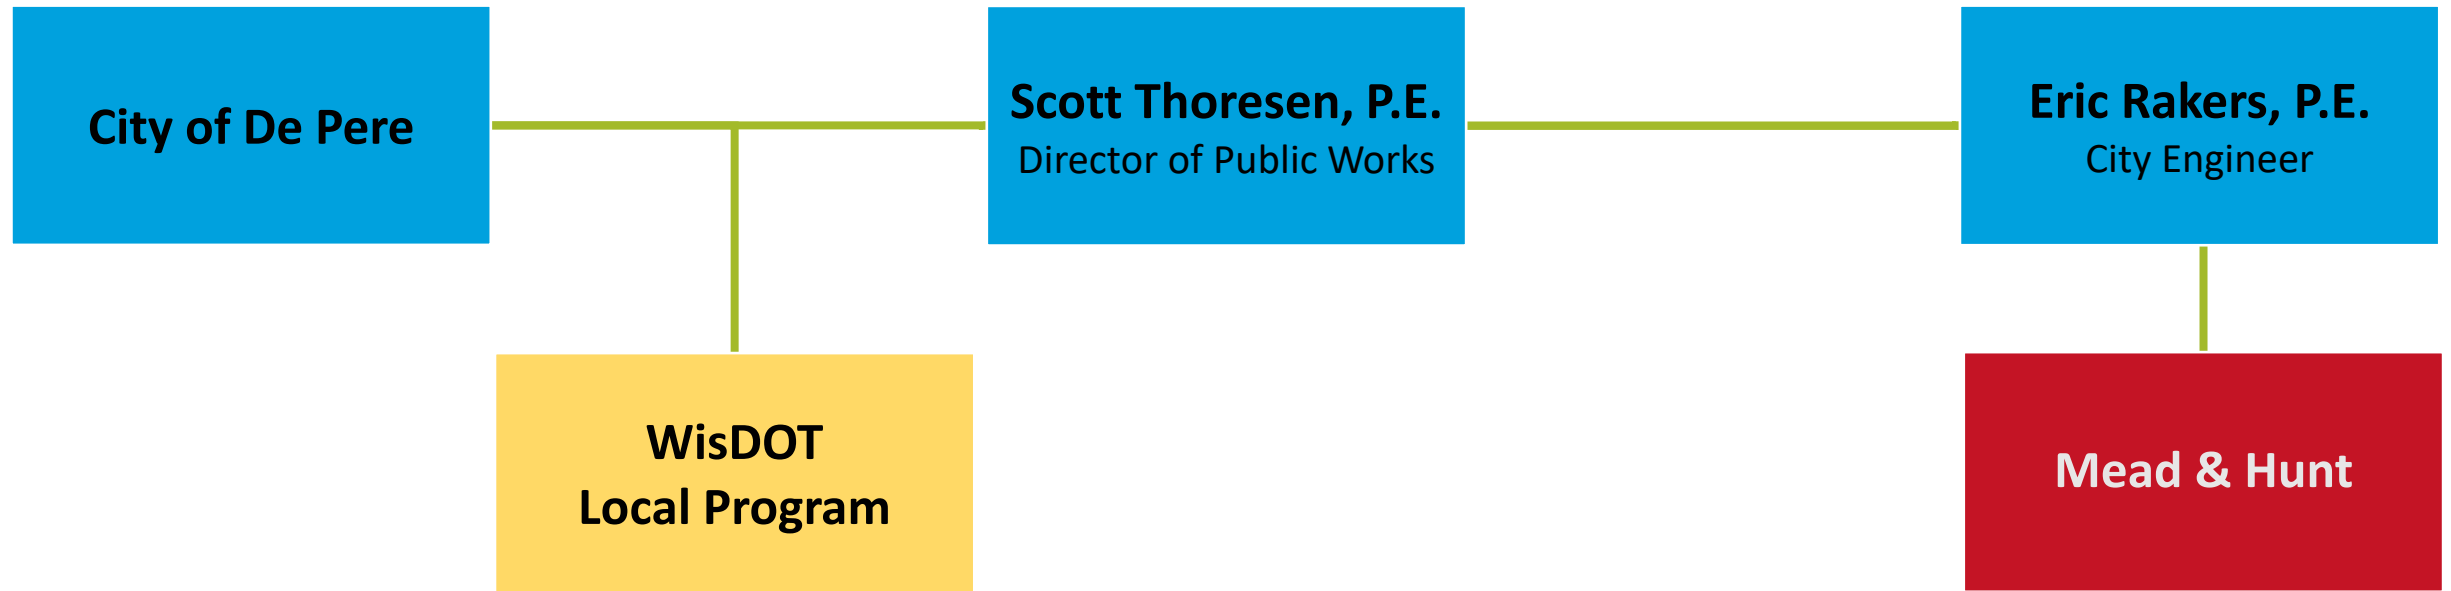 City of De Pere
Scott Thoresen, P.E.
Director of Public Works
Eric Rakers, P.E.
City Engineer
WisDOT
Local Program
Mead & Hunt